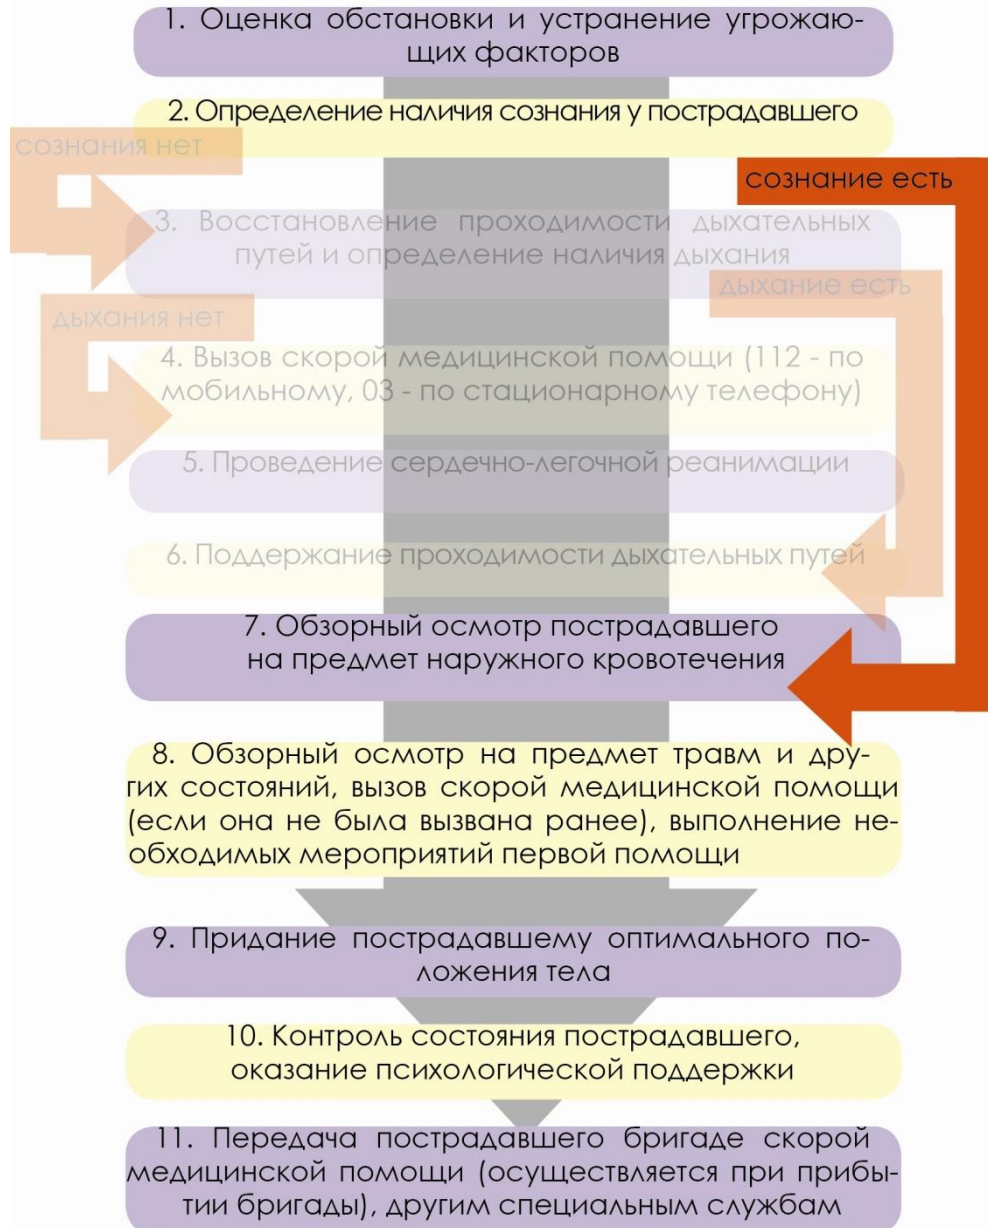 1. Оценка обстановки и устранение угрожаю-
щих факторов
2. Определение наличия сознания у пострадавшего
сознания нет
сознание есть
3. Восстановление проходимости дыхательных
путей и определение наличия дыхания
дыхание есть
дыхания нет
4. Вызов скорой медицинской помощи (112 - по
мобильному, 03 - по стационарному телефону)
5. Проведение сердечно-легочной реанимации
6. Поддержание проходимости дыхательных путей
7. Обзорный осмотр пострадавшего
на предмет наружного кровотечения
8. Обзорный осмотр на предмет травм и дру-
гих состояний, вызов скорой медицинской помощи
(если она не была вызвана ранее), выполнение не-
обходимых мероприятий первой помощи
9. Придание пострадавшему оптимального по-
ложения тела
10. Контроль состояния пострадавшего,
оказание психологической поддержки
11. Передача пострадавшего бригаде скорой
медицинской помощи (осуществляется при прибы-
тии бригады), другим специальным службам